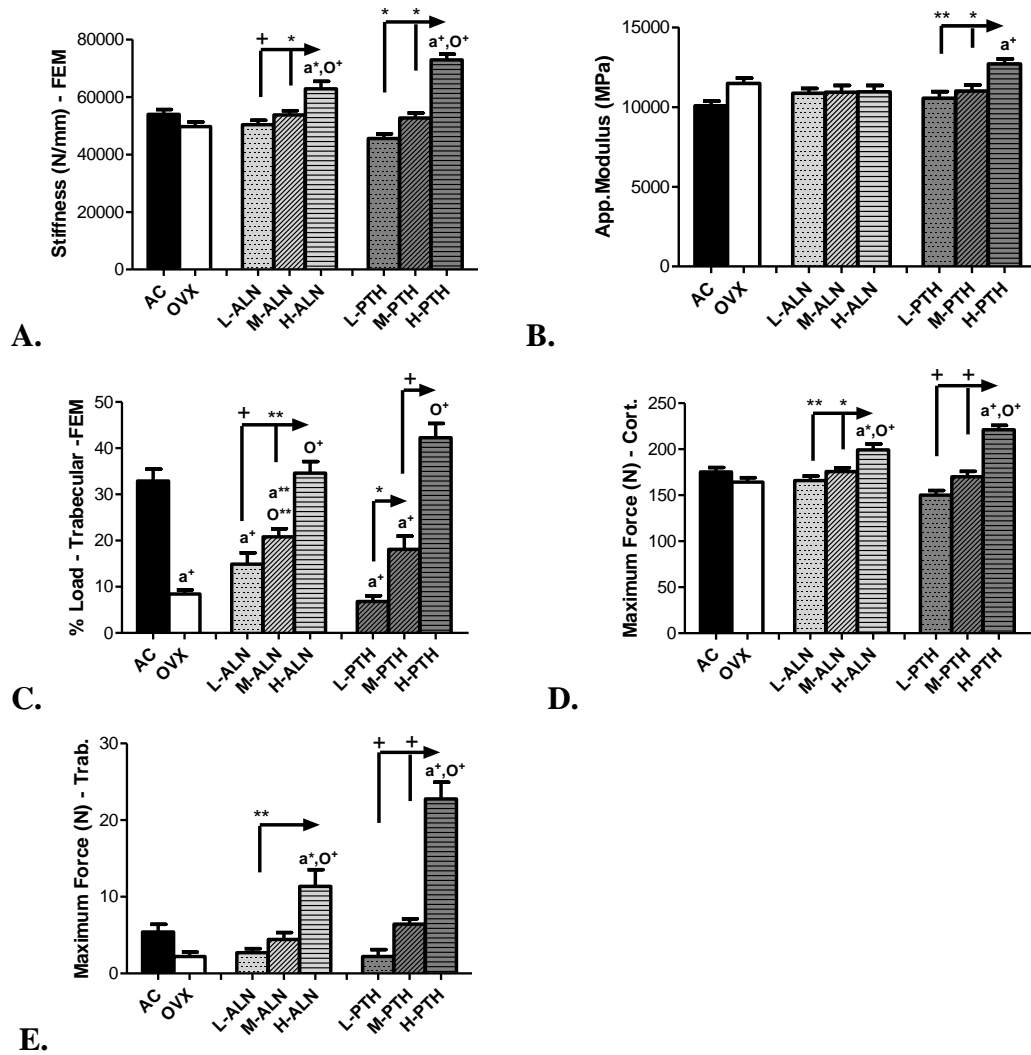 + *
a*,O+
* *
a+,O+
80000
60000
40000
20000
0
Stiffness (N/mm) - FEM
AC
OVX
L-ALN
M-ALN
H-ALN
L-PTH
M-PTH
H-PTH
A.
** *
a+
15000
10000
5000
0
App.Modulus (MPa)
AC
OVX
L-ALN
M-ALN
H-ALN
L-PTH
M-PTH
H-PTH
B.
+ **
O+
a**
O**
a+
a+
+
O+
*
a+
a+
50
40
30
20
10
0
% Load - Trabecular -FEM
AC
OVX
L-ALN
M-ALN
H-ALN
L-PTH
M-PTH
H-PTH
C.
** *
a*,O+
+ +
a+,O+
250
200
150
100
50
0
Maximum Force (N) - Cort.
AC
OVX
L-ALN
M-ALN
H-ALN
L-PTH
M-PTH
H-PTH
D.
**
a*,O+
+ +
a+,O+
30
20
10
0
Maximum Force (N) - Trab.
AC
OVX
L-ALN
M-ALN
H-ALN
L-PTH
M-PTH
H-PTH
E.